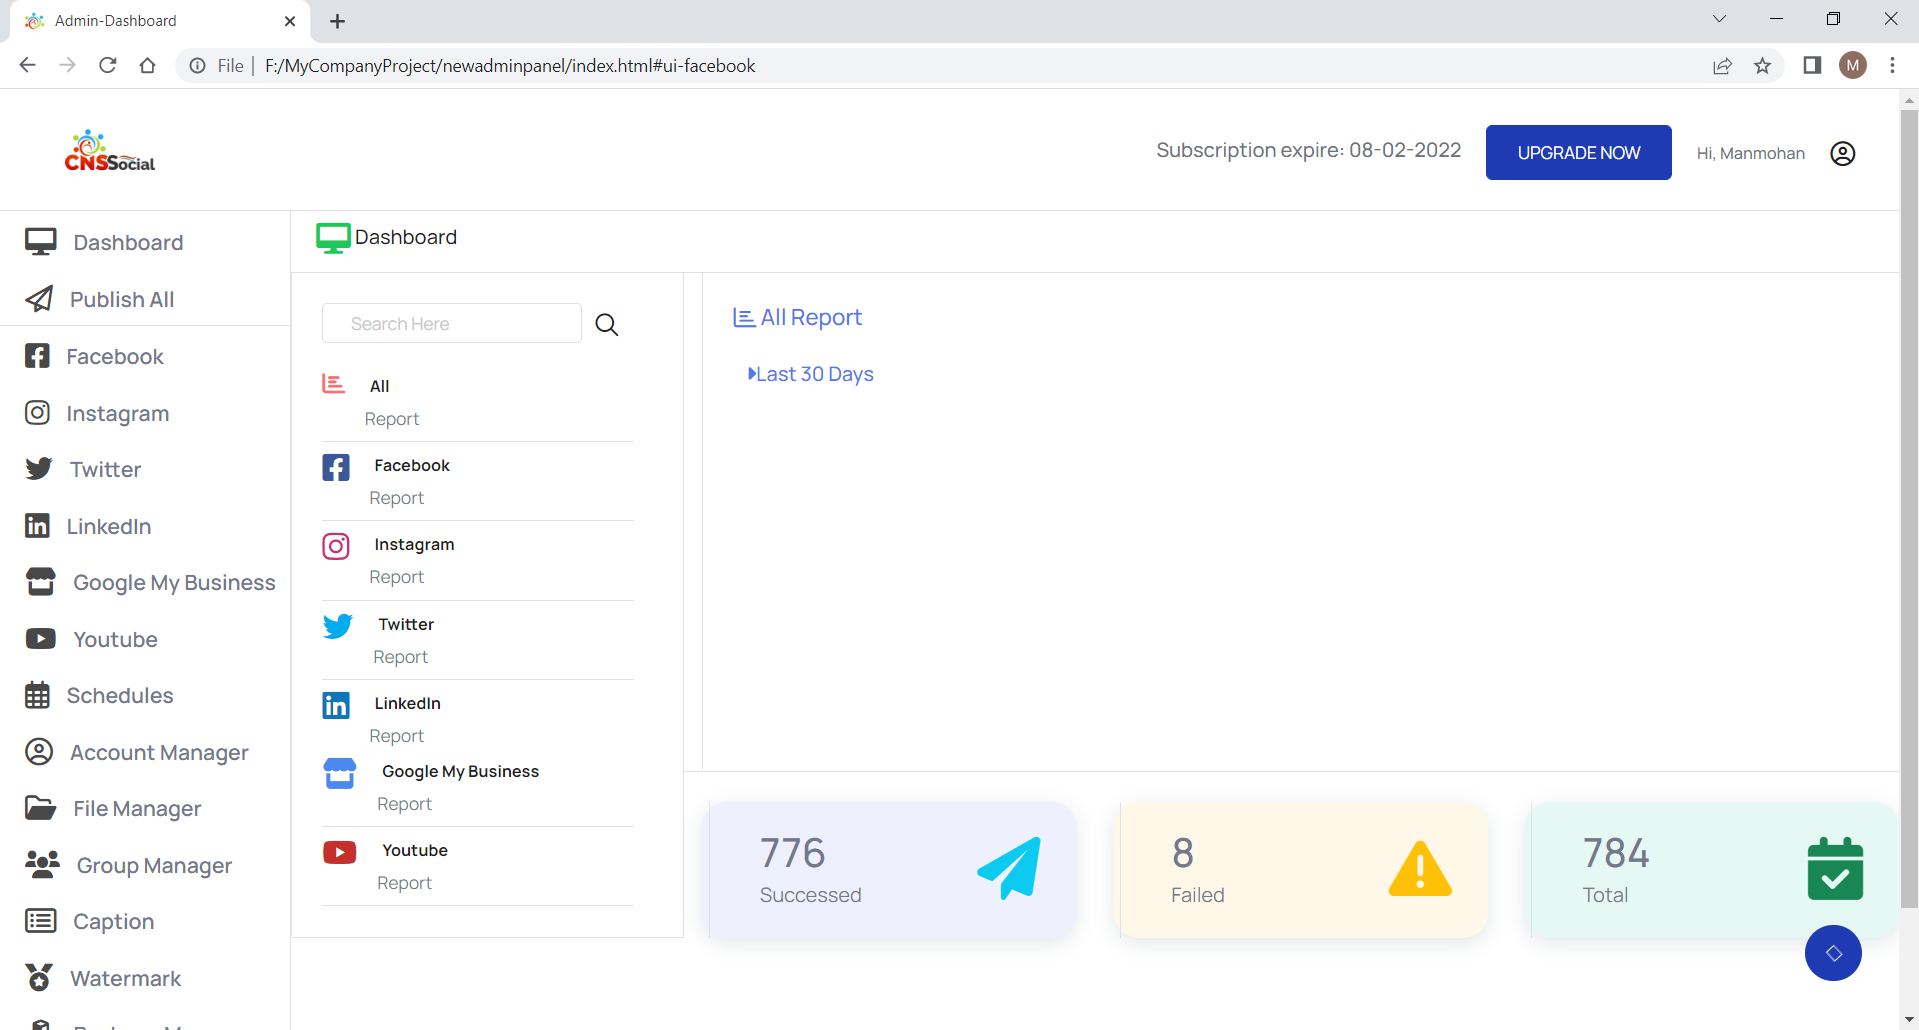 Admin-Dashboard
File
F:/MyCompanyProject/newadminpanel/index.html#ui-facebook
M
CNSSocial
Subscription expire: 08-02-2022
UPGRADE NOW
Hi, Manmohan
Dashboard
Publish All
Facebook
Instagram
Twitter
LinkedIn
Google My Business
Youtube
Schedules
Account Manager
File Manager
Group Manager
Caption
Watermark
Dashboard
Search Here
All
Report
Facebook
Report
Instagram
Report
Twitter
Report
LinkedIn
Report
Google My Business
Report
Youtube
Report
All Report
Last 30 Days
776
Successed
8
Failed
784
Total